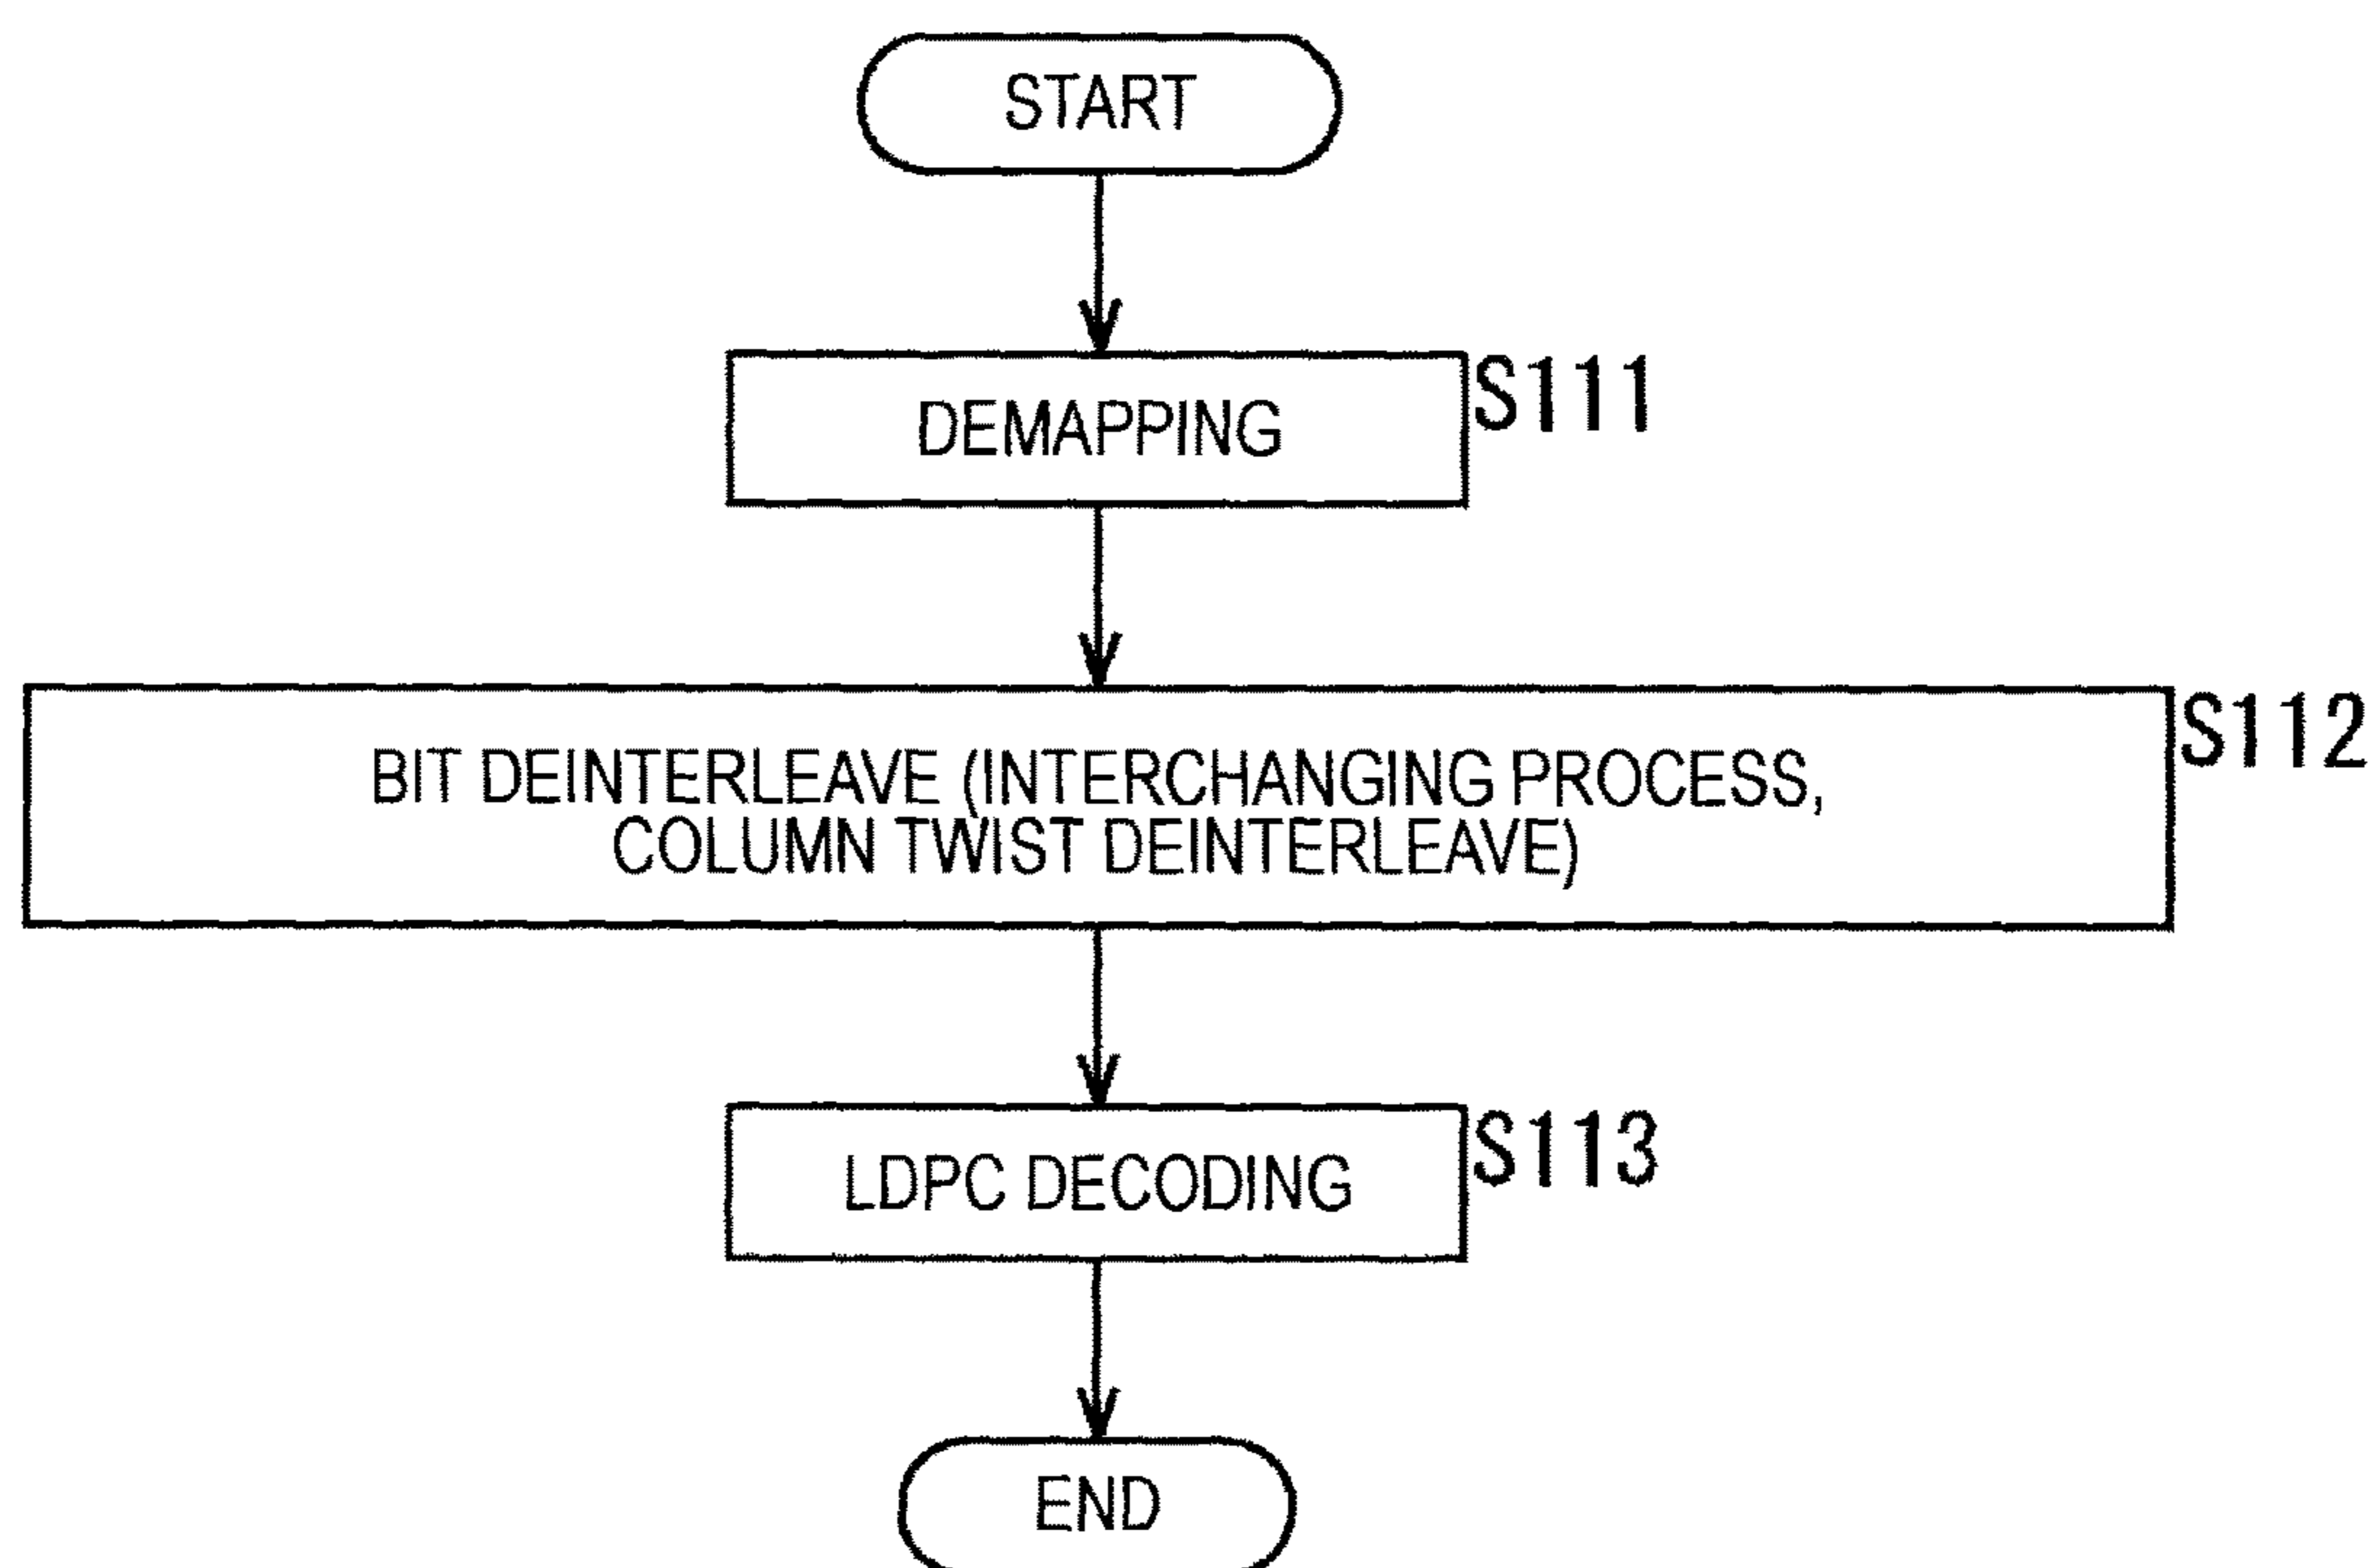 START
DEMAPPING
S111
BIT DEINTERLEAVE (INTERCHANGING PROCESS,
COLUMN TWIST DEINTERLEAVE)
S112
LDPC DECODING
S113
END